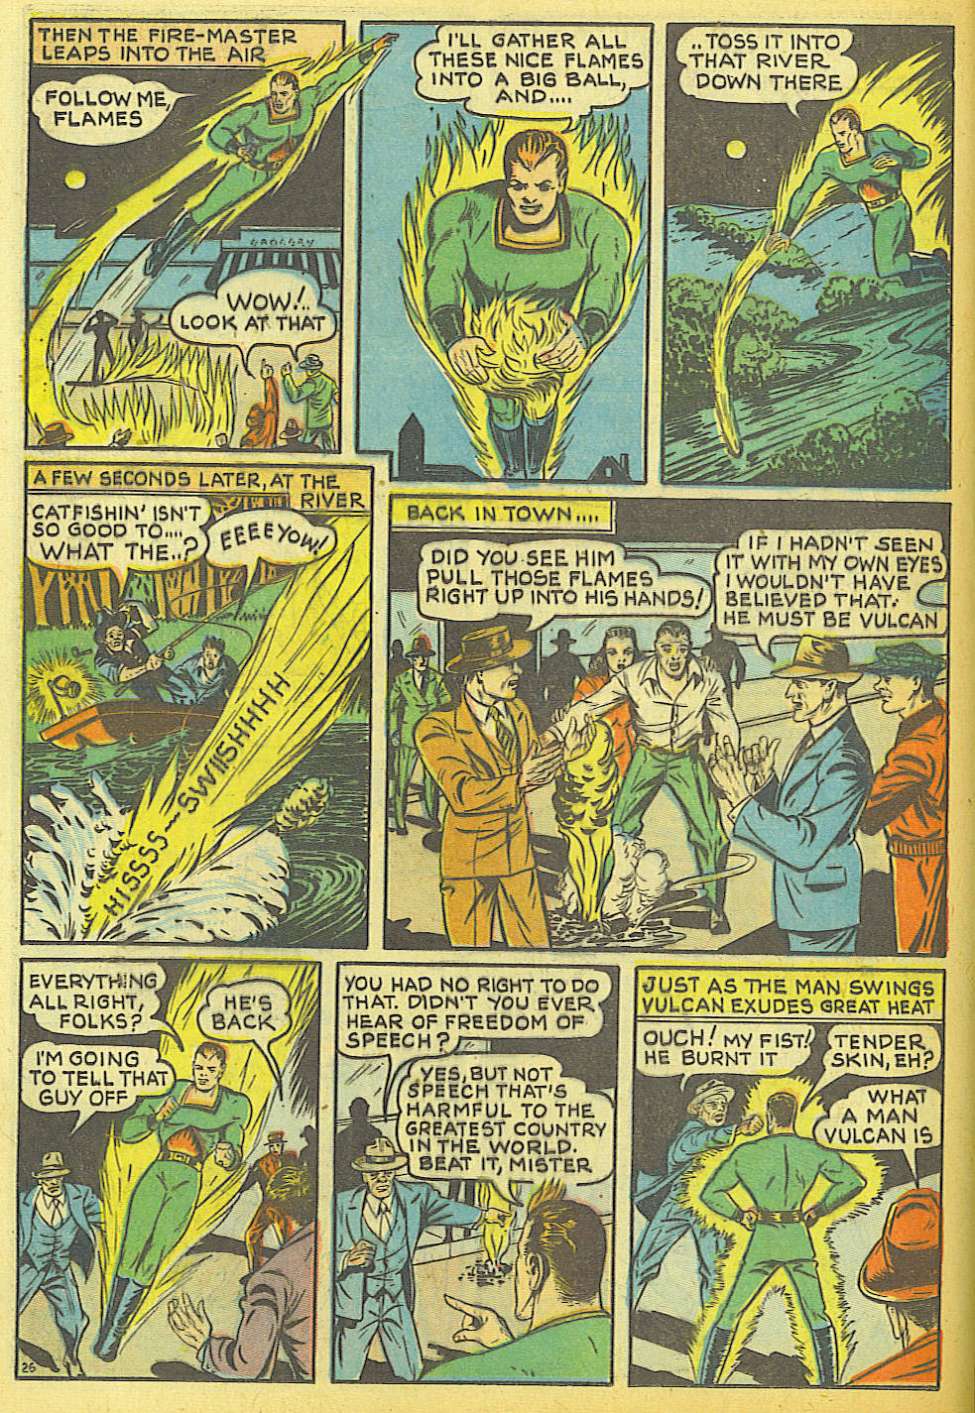 THEN THE FIRE-MASTER
LEAPS INTO THE AIR
FOLLOW ME,
FLAMES
GROCERY
WOW!..
LOOK AT THAT
I'LL GATHER ALL
THESE NICE FLAMES
INTO A BIG BALL,
AND....
..TOSS IT INTO
THAT RIVER
DOWN THERE
A FEW SECONDS LATER, AT THE
RIVER
CATFISHIN' ISN'T
SO GOOD TO....
WHAT THE..?
EEEEYOW!
HISSSS-SWIISHHHH
BACK IN TOWN....
DID YOU SEE HIM
PULL THOSE FLAMES
RIGHT UP INTO HIS HANDS!
IF I HADN'T SEEN
IT WITH MY OWN EYES
I WOULDN'T HAVE
BELIEVED THAT.
HE MUST BE VULCAN
EVERYTHING
ALL RIGHT,
FOLKS?
HE'S
BACK
I'M GOING
TO TELL THAT
GUY OFF
26
YOU HAD NO RIGHT TO DO
THAT. DIDN'T YOU EVER
HEAR OF FREEDOM OF
SPEECH?
YES, BUT NOT
SPEECH THAT'S
HARMFUL TO THE
GREATEST COUNTRY
IN THE WORLD.
BEAT IT, MISTER
JUST AS THE MAN SWINGS
VULCAN EXUDES GREAT HEAT
OUCH! MY FIST!
HE BURNT IT
TENDER
SKIN, EH?
WHAT
A MAN
VULCAN IS